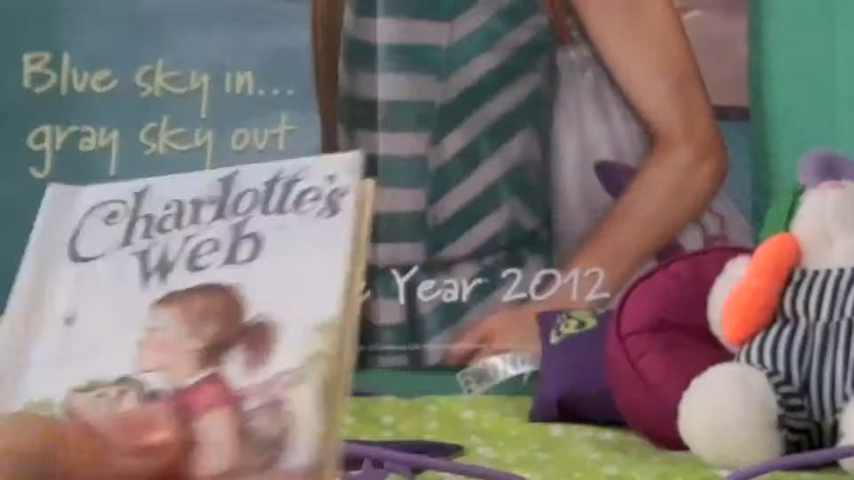 Blue sky in...
gray sky out
Charlotte's
Web
Year 2012